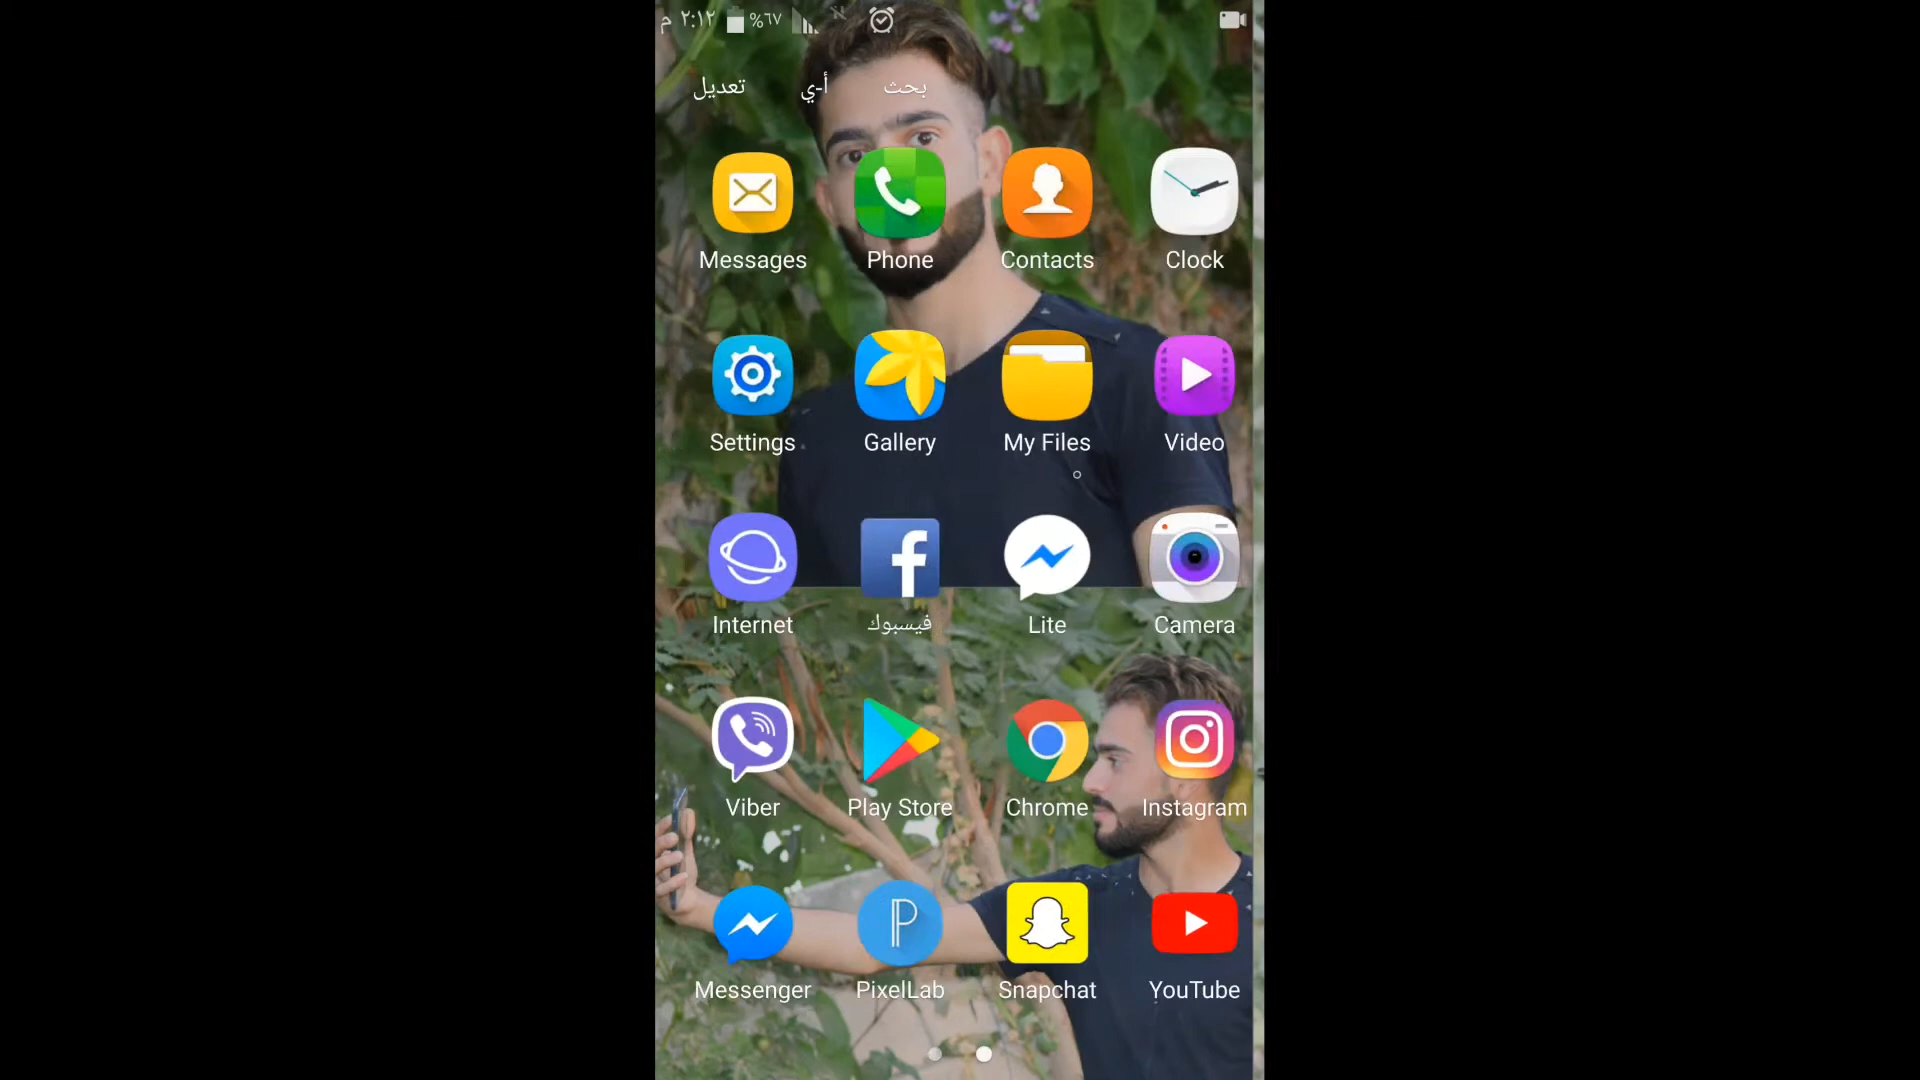 م ٢:١٢ %٦٧
تعديل أ-ي بحث
Messages Phone Contacts Clock
Settings Gallery My Files Video
Internet فيسبوك Lite Camera
Viber Play Store Chrome Instagram
Messenger PixelLab Snapchat YouTube